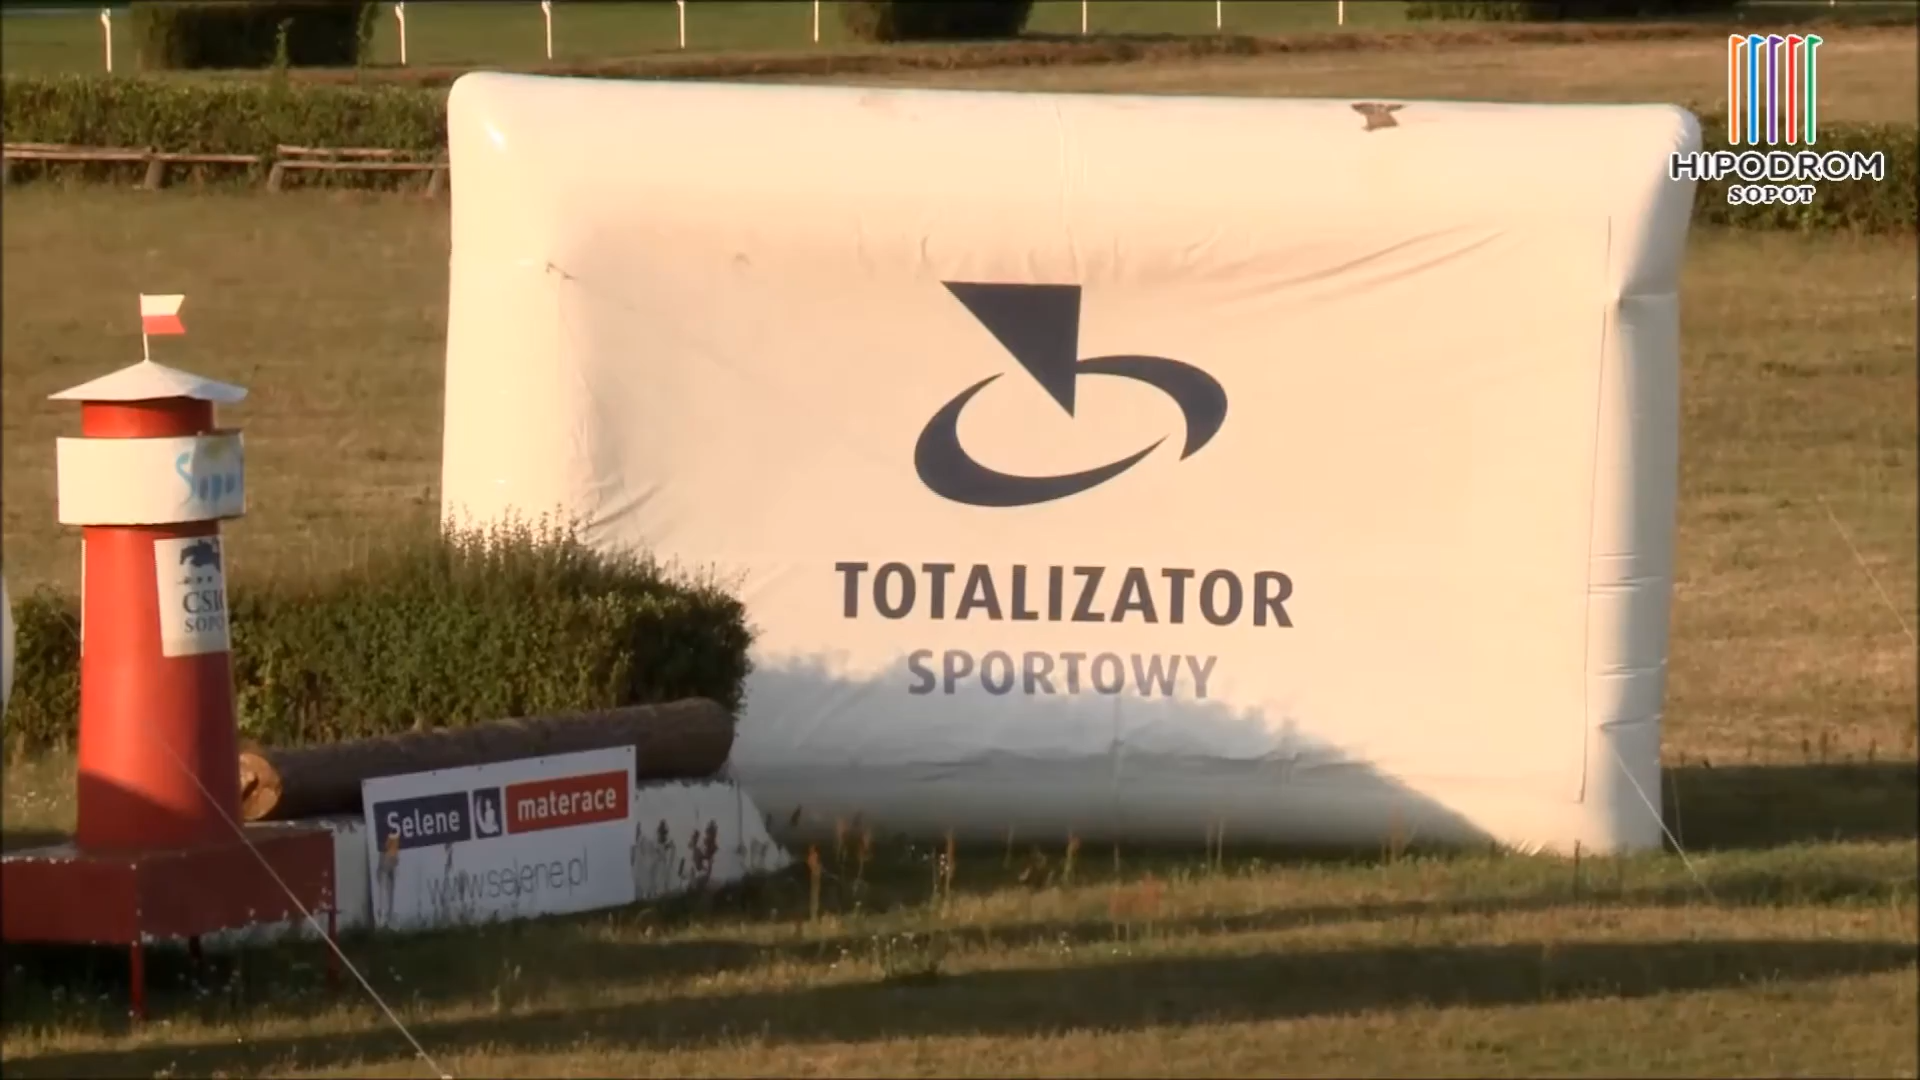 HIPODROM
SOPOT
TOTALIZATOR
SPORTOWY
Selene materace
www.selene.pl